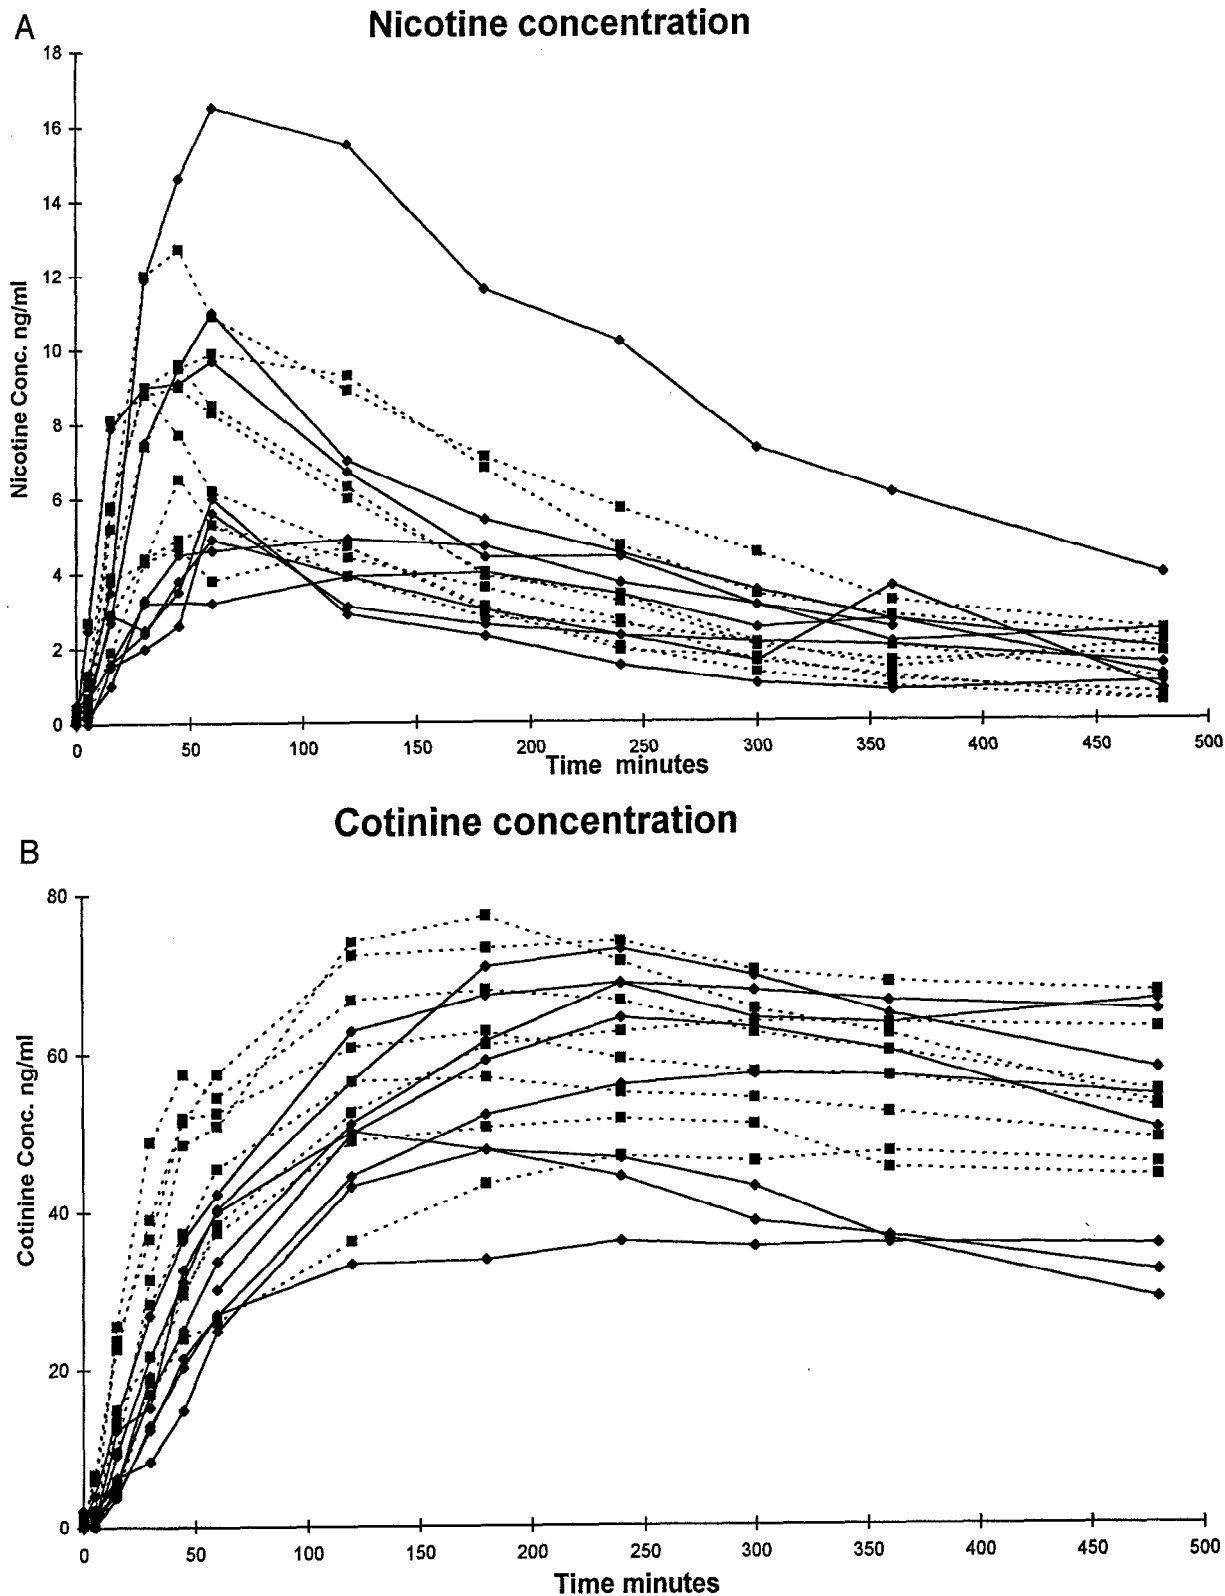 A
Nicotine concentration
18
16
14
12
10
8
6
4
2
0
Nicotine Conc. ng/ml
0 50 100 150 200 250 300 350 400 450 500
Time minutes
Cotinine concentration
B
80
60
40
20
0
Cotinine Conc. ng/ml
0 50 100 150 200 250 300 350 400 450 500
Time minutes